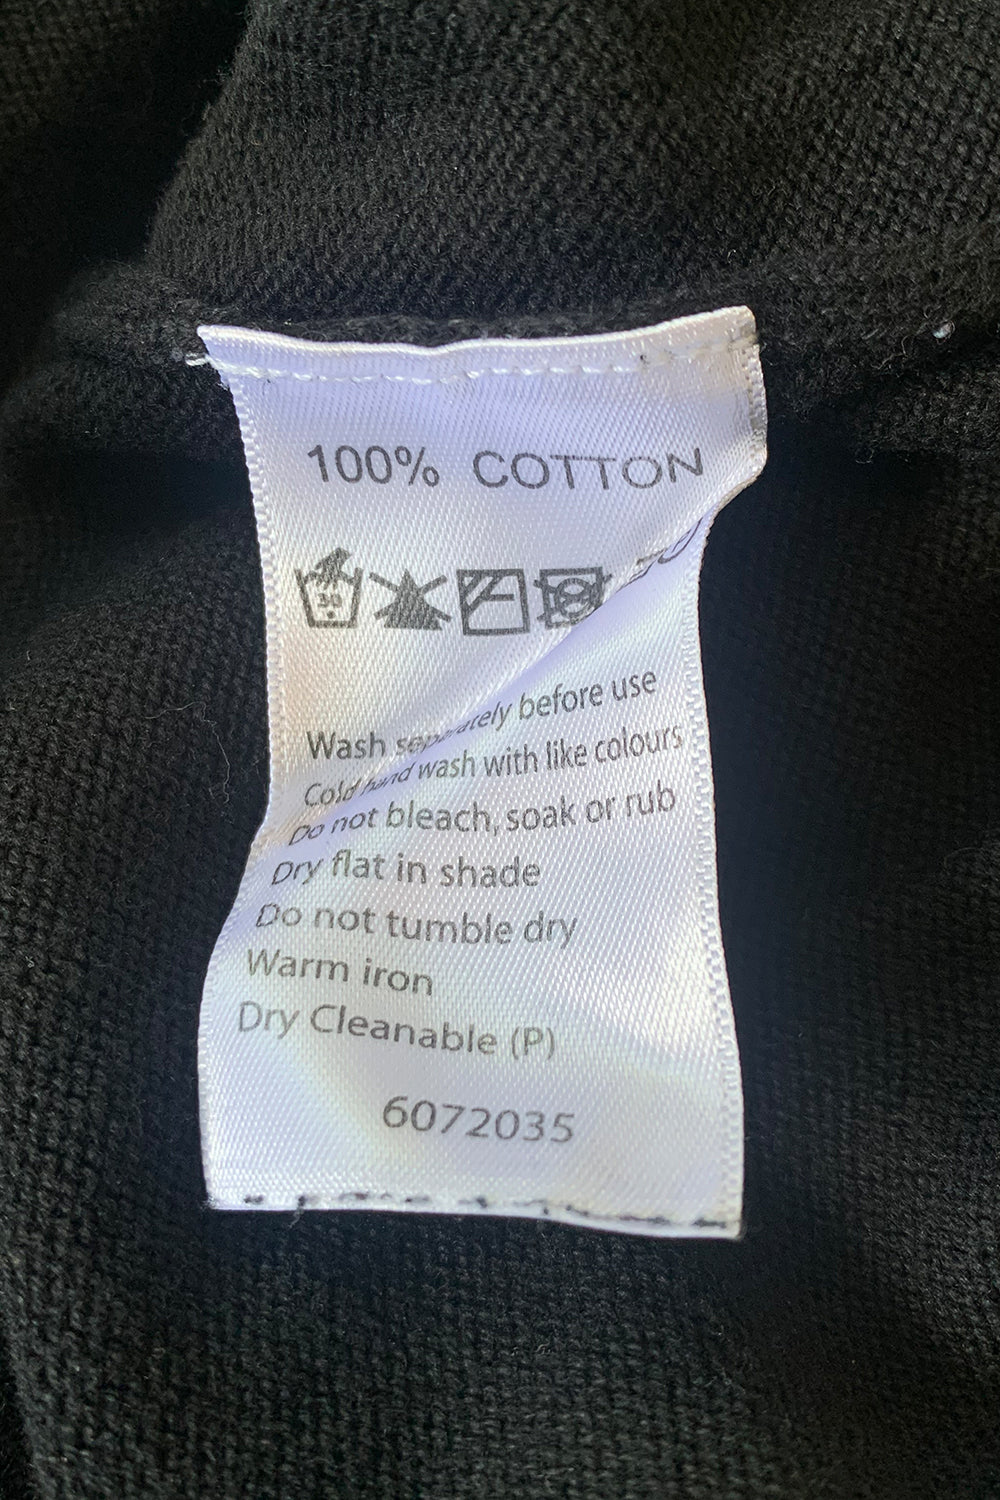 100% COTTON
30
Wash separately before use
Cold hand wash with like colours
Do not bleach, soak or rub
Dry flat in shade
Do not tumble dry
Warm iron
Dry Cleanable (P)
6072035